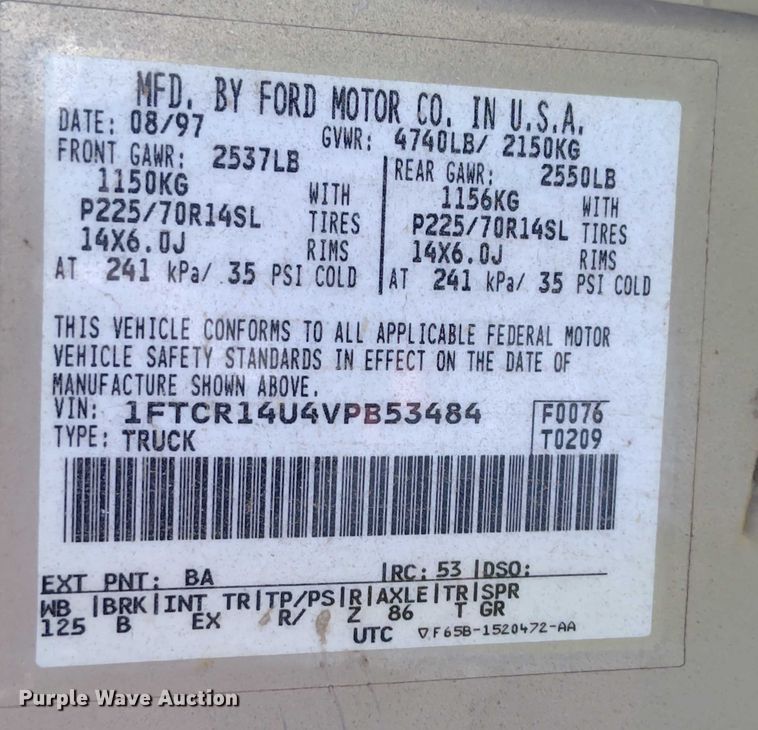 MFD. BY FORD MOTOR CO. IN U.S.A.
DATE: 08/97 GVWR: 4740LB/ 2150KG
FRONT GAWR: 2537LB
1150KG WITH
P225/70R14SL TIRES
14X6.0J RIMS
AT 241 kPa/ 35 PSI COLD
REAR GAWR: 2550LB
1156KG WITH
P225/70R14SL TIRES
14X6.0J RIMS
AT 241 kPa/ 35 PSI COLD
THIS VEHICLE CONFORMS TO ALL APPLICABLE FEDERAL MOTOR
VEHICLE SAFETY STANDARDS IN EFFECT ON THE DATE OF
MANUFACTURE SHOWN ABOVE.
VIN: 1FTCR14U4VPB53484 F0076
TYPE: TRUCK T0209
EXT PNT: BA RC: 53 DSO:
WB BRK INT TR TP/PS R AXLE TR SPR
125 B EX R/ Z 86 T GR
UTC ▽F65B-1520472-AA
Purple Wave Auction